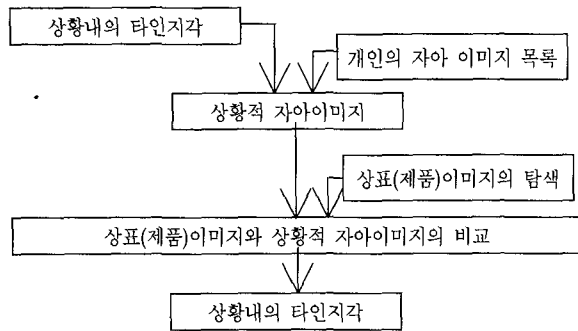 상황내의 타인지각
개인의 자아 이미지 목록
상황적 자아이미지
상표(제품)이미지의 탐색
상표(제품)이미지와 상황적 자아이미지의 비교
상황내의 타인지각